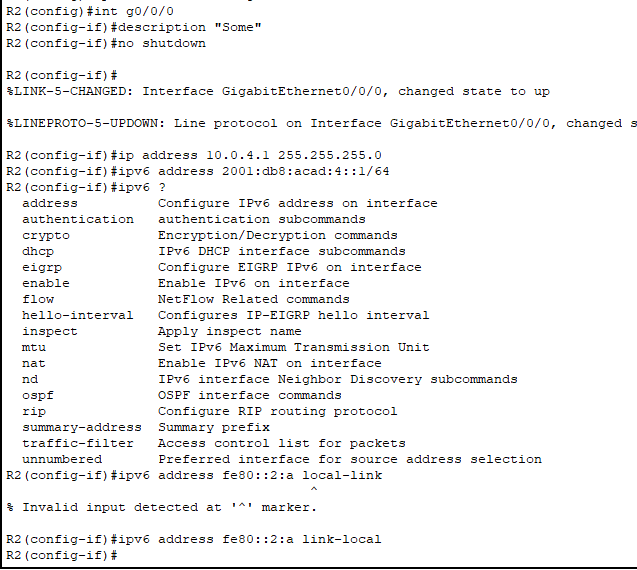 R2(config)#int g0/0/0
R2(config-if)#description "Some"
R2(config-if)#no shutdown
R2(config-if)#
%LINK-5-CHANGED: Interface GigabitEthernet0/0/0, changed state to up
%LINEPROTO-5-UPDOWN: Line protocol on Interface GigabitEthernet0/0/0, changed s
R2(config-if)#ip address 10.0.4.1 255.255.255.0
R2(config-if)#ipv6 address 2001:db8:acad:4::1/64
R2(config-if)#ipv6 ?
address Configure IPv6 address on interface
authentication authentication subcommands
crypto Encryption/Decryption commands
dhcp IPv6 DHCP interface subcommands
eigrp Configure EIGRP IPv6 on interface
enable Enable IPv6 on interface
flow NetFlow Related commands
hello-interval Configures IP-EIGRP hello interval
inspect Apply inspect name
mtu Set IPv6 Maximum Transmission Unit
nat Enable IPv6 NAT on interface
nd IPv6 interface Neighbor Discovery subcommands
ospf OSPF interface commands
rip Configure RIP routing protocol
summary-address Summary prefix
traffic-filter Access control list for packets
unnumbered Preferred interface for source address selection
R2(config-if)#ipv6 address fe80::2:a local-link
^
% Invalid input detected at '^' marker.
R2(config-if)#ipv6 address fe80::2:a link-local
R2(config-if)#